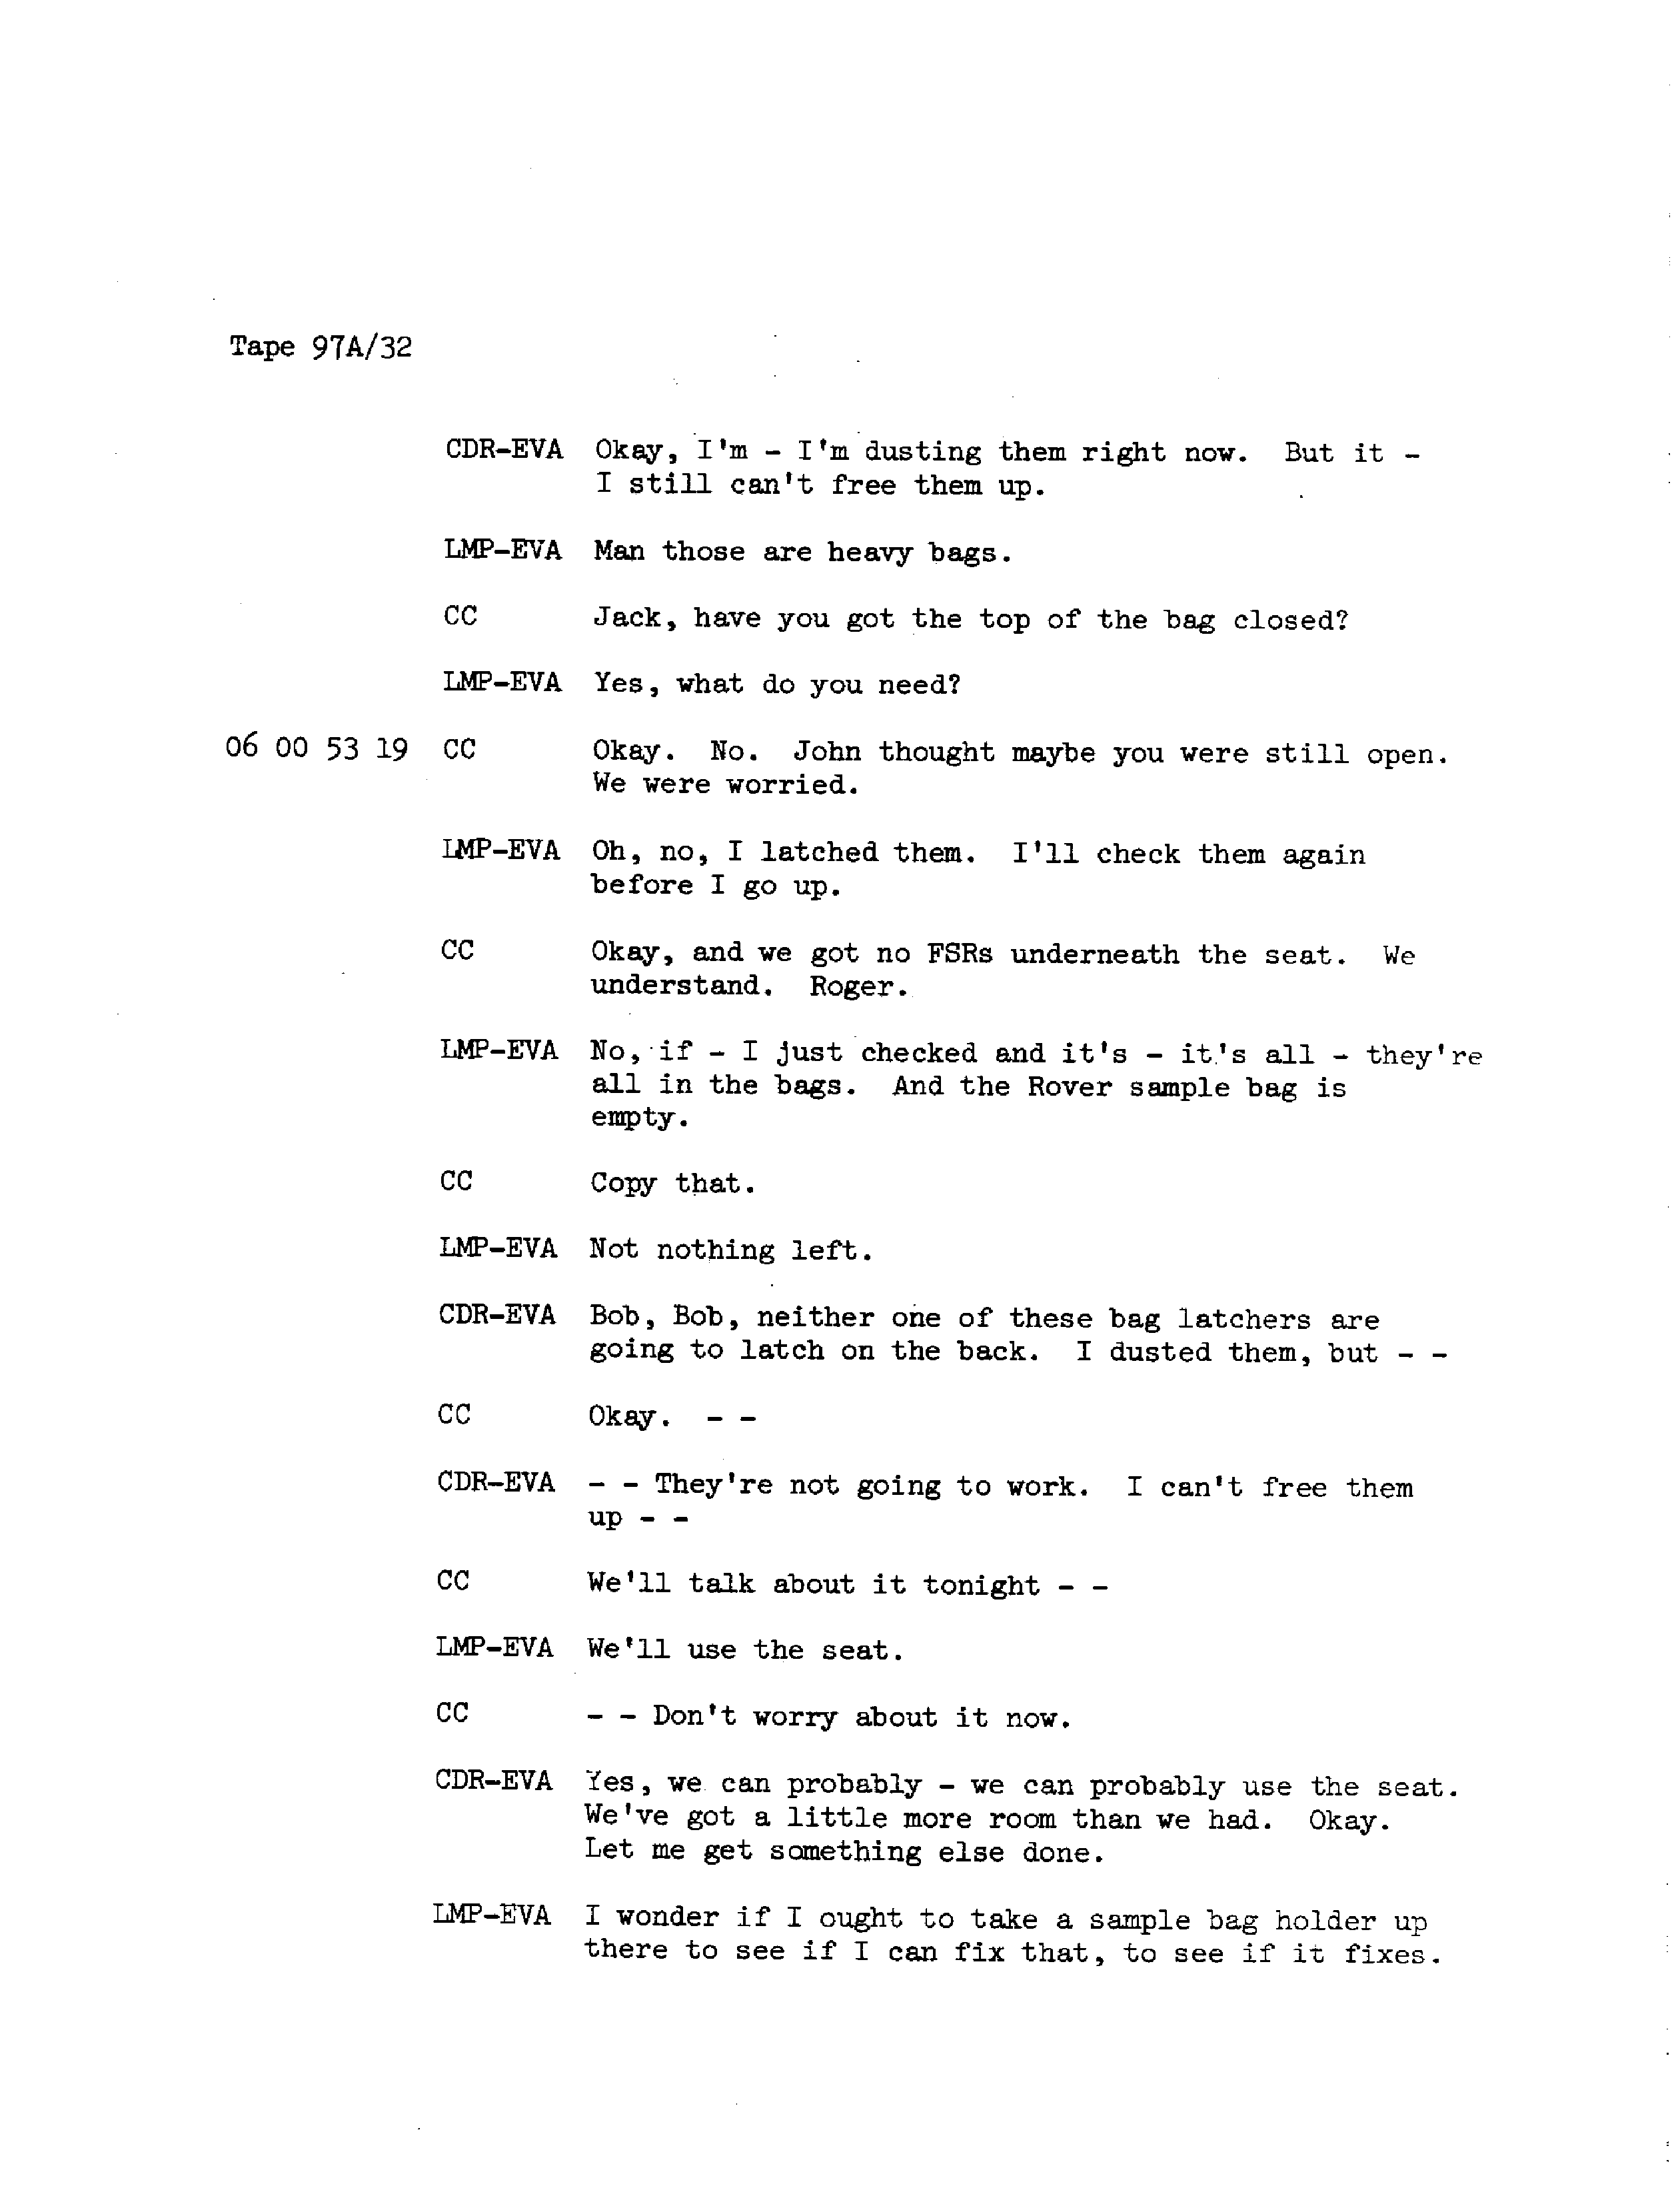 Tape 97A/32
CDR-EVA Okay, I'm - I'm dusting them right now. But it -
I still can't free them up.
LMP-EVA Man those are heavy bags.
CC Jack, have you got the top of the bag closed?
LMP-EVA Yes, what do you need?
06 00 53 19 CC Okay. No. John thought maybe you were still open.
We were worried.
LMP-EVA Oh, no, I latched them. I'll check them again
before I go up.
CC Okay, and we got no FSRs underneath the seat. We
understand. Roger.
LMP-EVA No, if - I just checked and it's - it's all - they're
all in the bags. And the Rover sample bag is
empty.
CC Copy that.
LMP-EVA Not nothing left.
CDR-EVA Bob, Bob, neither one of these bag latchers are
going to latch on the back. I dusted them, but - -
CC Okay. - -
CDR-EVA - - They're not going to work. I can't free them
up - -
CC We'll talk about it tonight - -
LMP-EVA We'll use the seat.
CC - - Don't worry about it now.
CDR-EVA Yes, we can probably - we can probably use the seat.
We've got a little more room than we had. Okay.
Let me get something else done.
LMP-EVA I wonder if I ought to take a sample bag holder up
there to see if I can fix that, to see if it fixes.